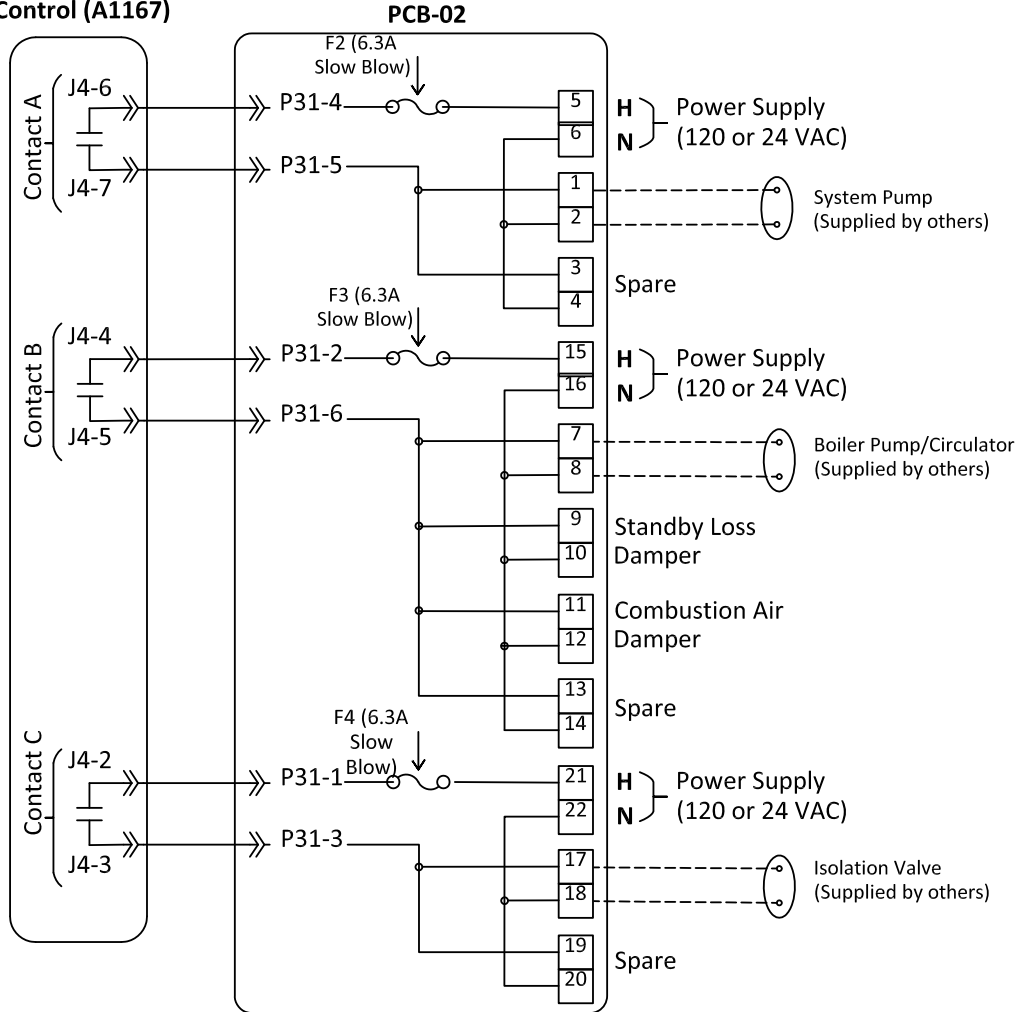 Control (A1167)
PCB-02
F2 (6.3A
Slow Blow)
Contact A
J4-6
J4-7
P31-4
P31-5
5
6
H
N
Power Supply
(120 or 24 VAC)
1
2
System Pump
(Supplied by others)
3
4
Spare
F3 (6.3A
Slow Blow)
Contact B
J4-4
J4-5
P31-2
P31-6
15
16
H
N
Power Supply
(120 or 24 VAC)
7
8
Boiler Pump/Circulator
(Supplied by others)
9
10
Standby Loss
Damper
11
12
Combustion Air
Damper
13
14
Spare
F4 (6.3A
Slow
Blow)
Contact C
J4-2
J4-3
P31-1
P31-3
21
22
H
N
Power Supply
(120 or 24 VAC)
17
18
Isolation Valve
(Supplied by others)
19
20
Spare